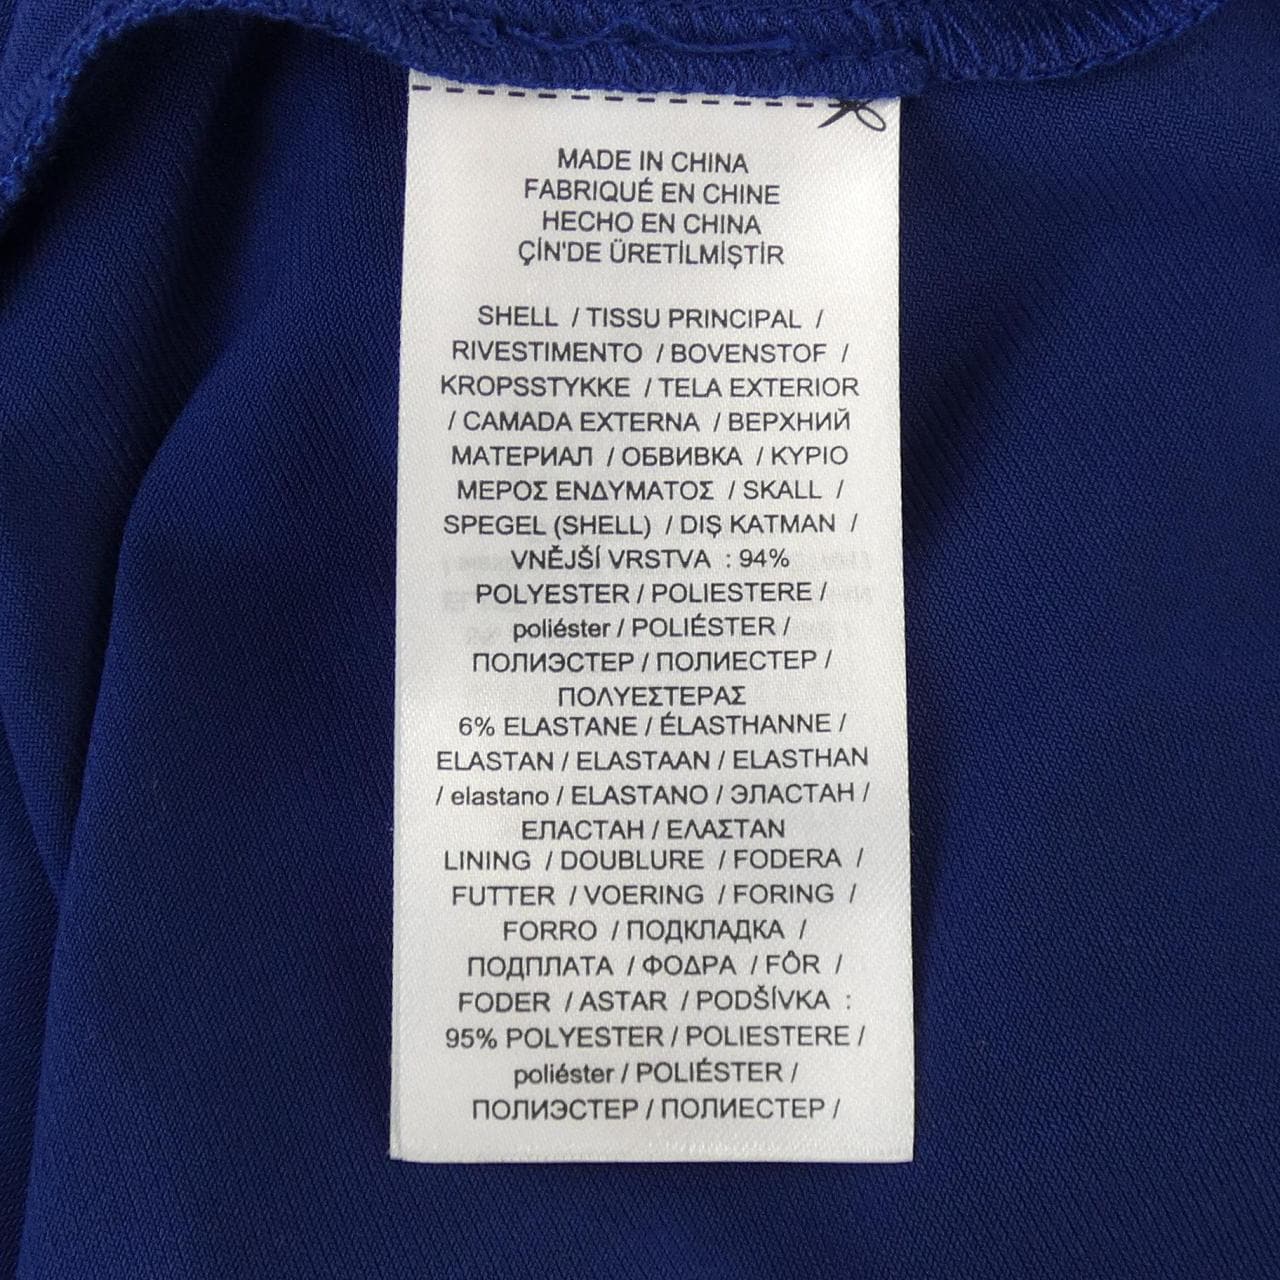 MADE IN CHINA
FABRIQUÉ EN CHINE
HECHO EN CHINA
ÇİN'DE ÜRETİLMİŞTİR
SHELL / TISSU PRINCIPAL /
RIVESTIMENTO / BOVENSTOF /
KROPSSTYKKE / TELA EXTERIOR
/ CAMADA EXTERNA / ВЕРХНИЙ
МАТЕРИАЛ / ОБВИВКА / ΚΥΡΙΟ
ΜΕΡΟΣ ΕΝΔΥΜΑΤΟΣ / SKALL /
SPEGEL (SHELL) / DIŞ KATMAN /
VNĚJŠÍ VRSTVA : 94%
POLYESTER / POLIESTERE /
poliéster / POLIÉSTER /
ПОЛИЭСТЕР / ПОЛИЕСТЕР /
ΠΟΛΥΕΣΤΕΡΑΣ
6% ELASTANE / ÉLASTHANNE /
ELASTAN / ELASTAAN / ELASTHAN
/ elastano / ELASTANO / ЭЛАСТАН /
ЕЛАСТАН / ΕΛΑΣΤΑΝ
LINING / DOUBLURE / FODERA /
FUTTER / VOERING / FORING /
FORRO / ПОДКЛАДКА /
ПОДПЛАТА / ΦΟΔΡΑ / FÔR /
FODER / ASTAR / PODŠÍVKA :
95% POLYESTER / POLIESTERE /
poliéster / POLIÉSTER /
ПОЛИЭСТЕР / ПОЛИЕСТЕР /